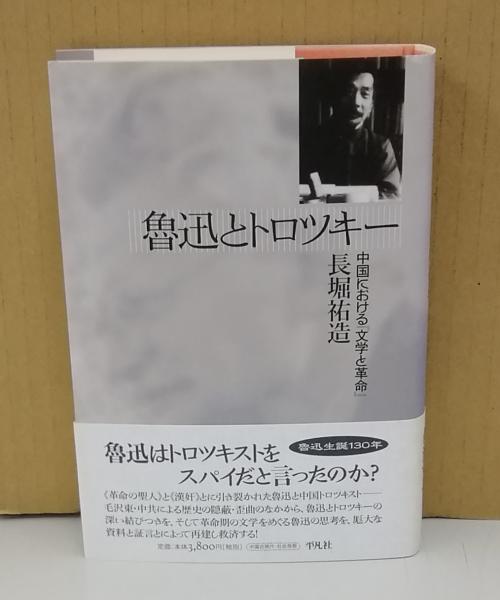 魯迅とトロツキー
中国における『文学と革命』
長堀祐造
魯迅生誕130年
魯迅はトロツキストを
スパイだと言ったのか?
《革命の聖人》と《漢奸》とに引き裂かれた魯迅と中国トロツキスト──
毛沢東・中共による歴史の隠蔽・歪曲のなかから、魯迅とトロツキーの
深い結びつきを、そして革命期の文学をめぐる魯迅の思考を、厖大な
資料と証言とによって再建し救済する!
定価:本体3,800円(税別)
平凡社